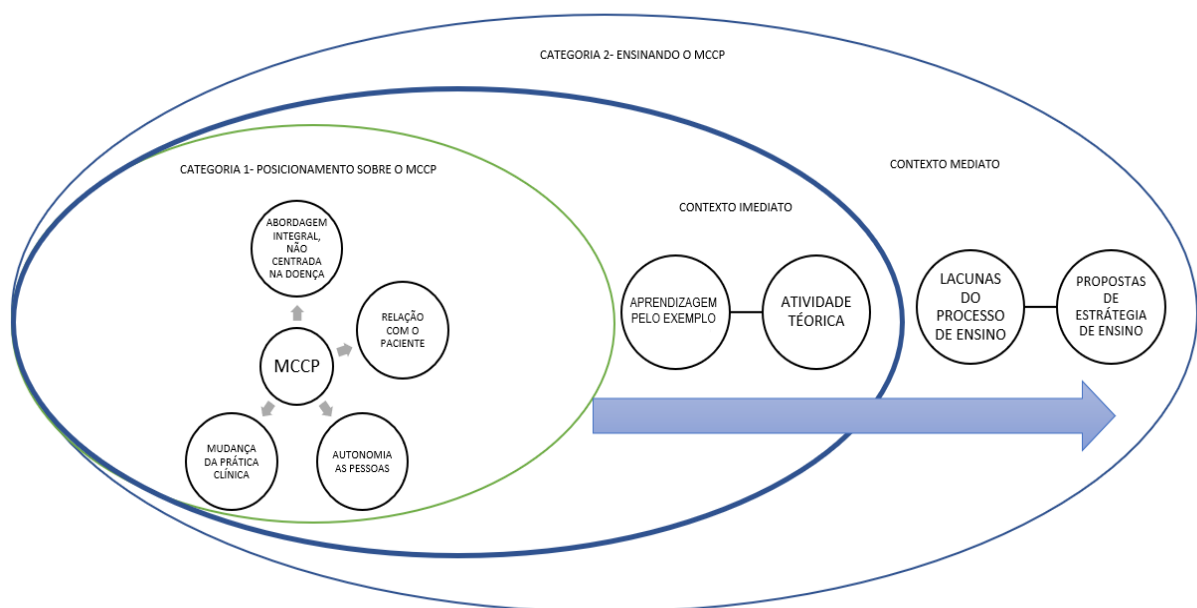 CATEGORIA 2- ENSINANDO O MCCP
CONTEXTO MEDIATO
CATEGORIA 1- POSICIONAMENTO SOBRE O MCCP
CONTEXTO IMEDIATO
ABORDAGEM
INTEGRAL,
NÃO
CENTRADA
NA DOENÇA
RELAÇÃO
COM O
PACIENTE
MCCP
MUDANÇA
DA PRÁTICA
CLÍNICA
AUTONOMIA
AS PESSOAS
APRENDIZAGEM
PELO EXEMPLO
ATIVIDADE
TÉORICA
LACUNAS
DO
PROCESSO
DE ENSINO
PROPOSTAS
DE
ESTRÁTEGIA
DE ENSINO